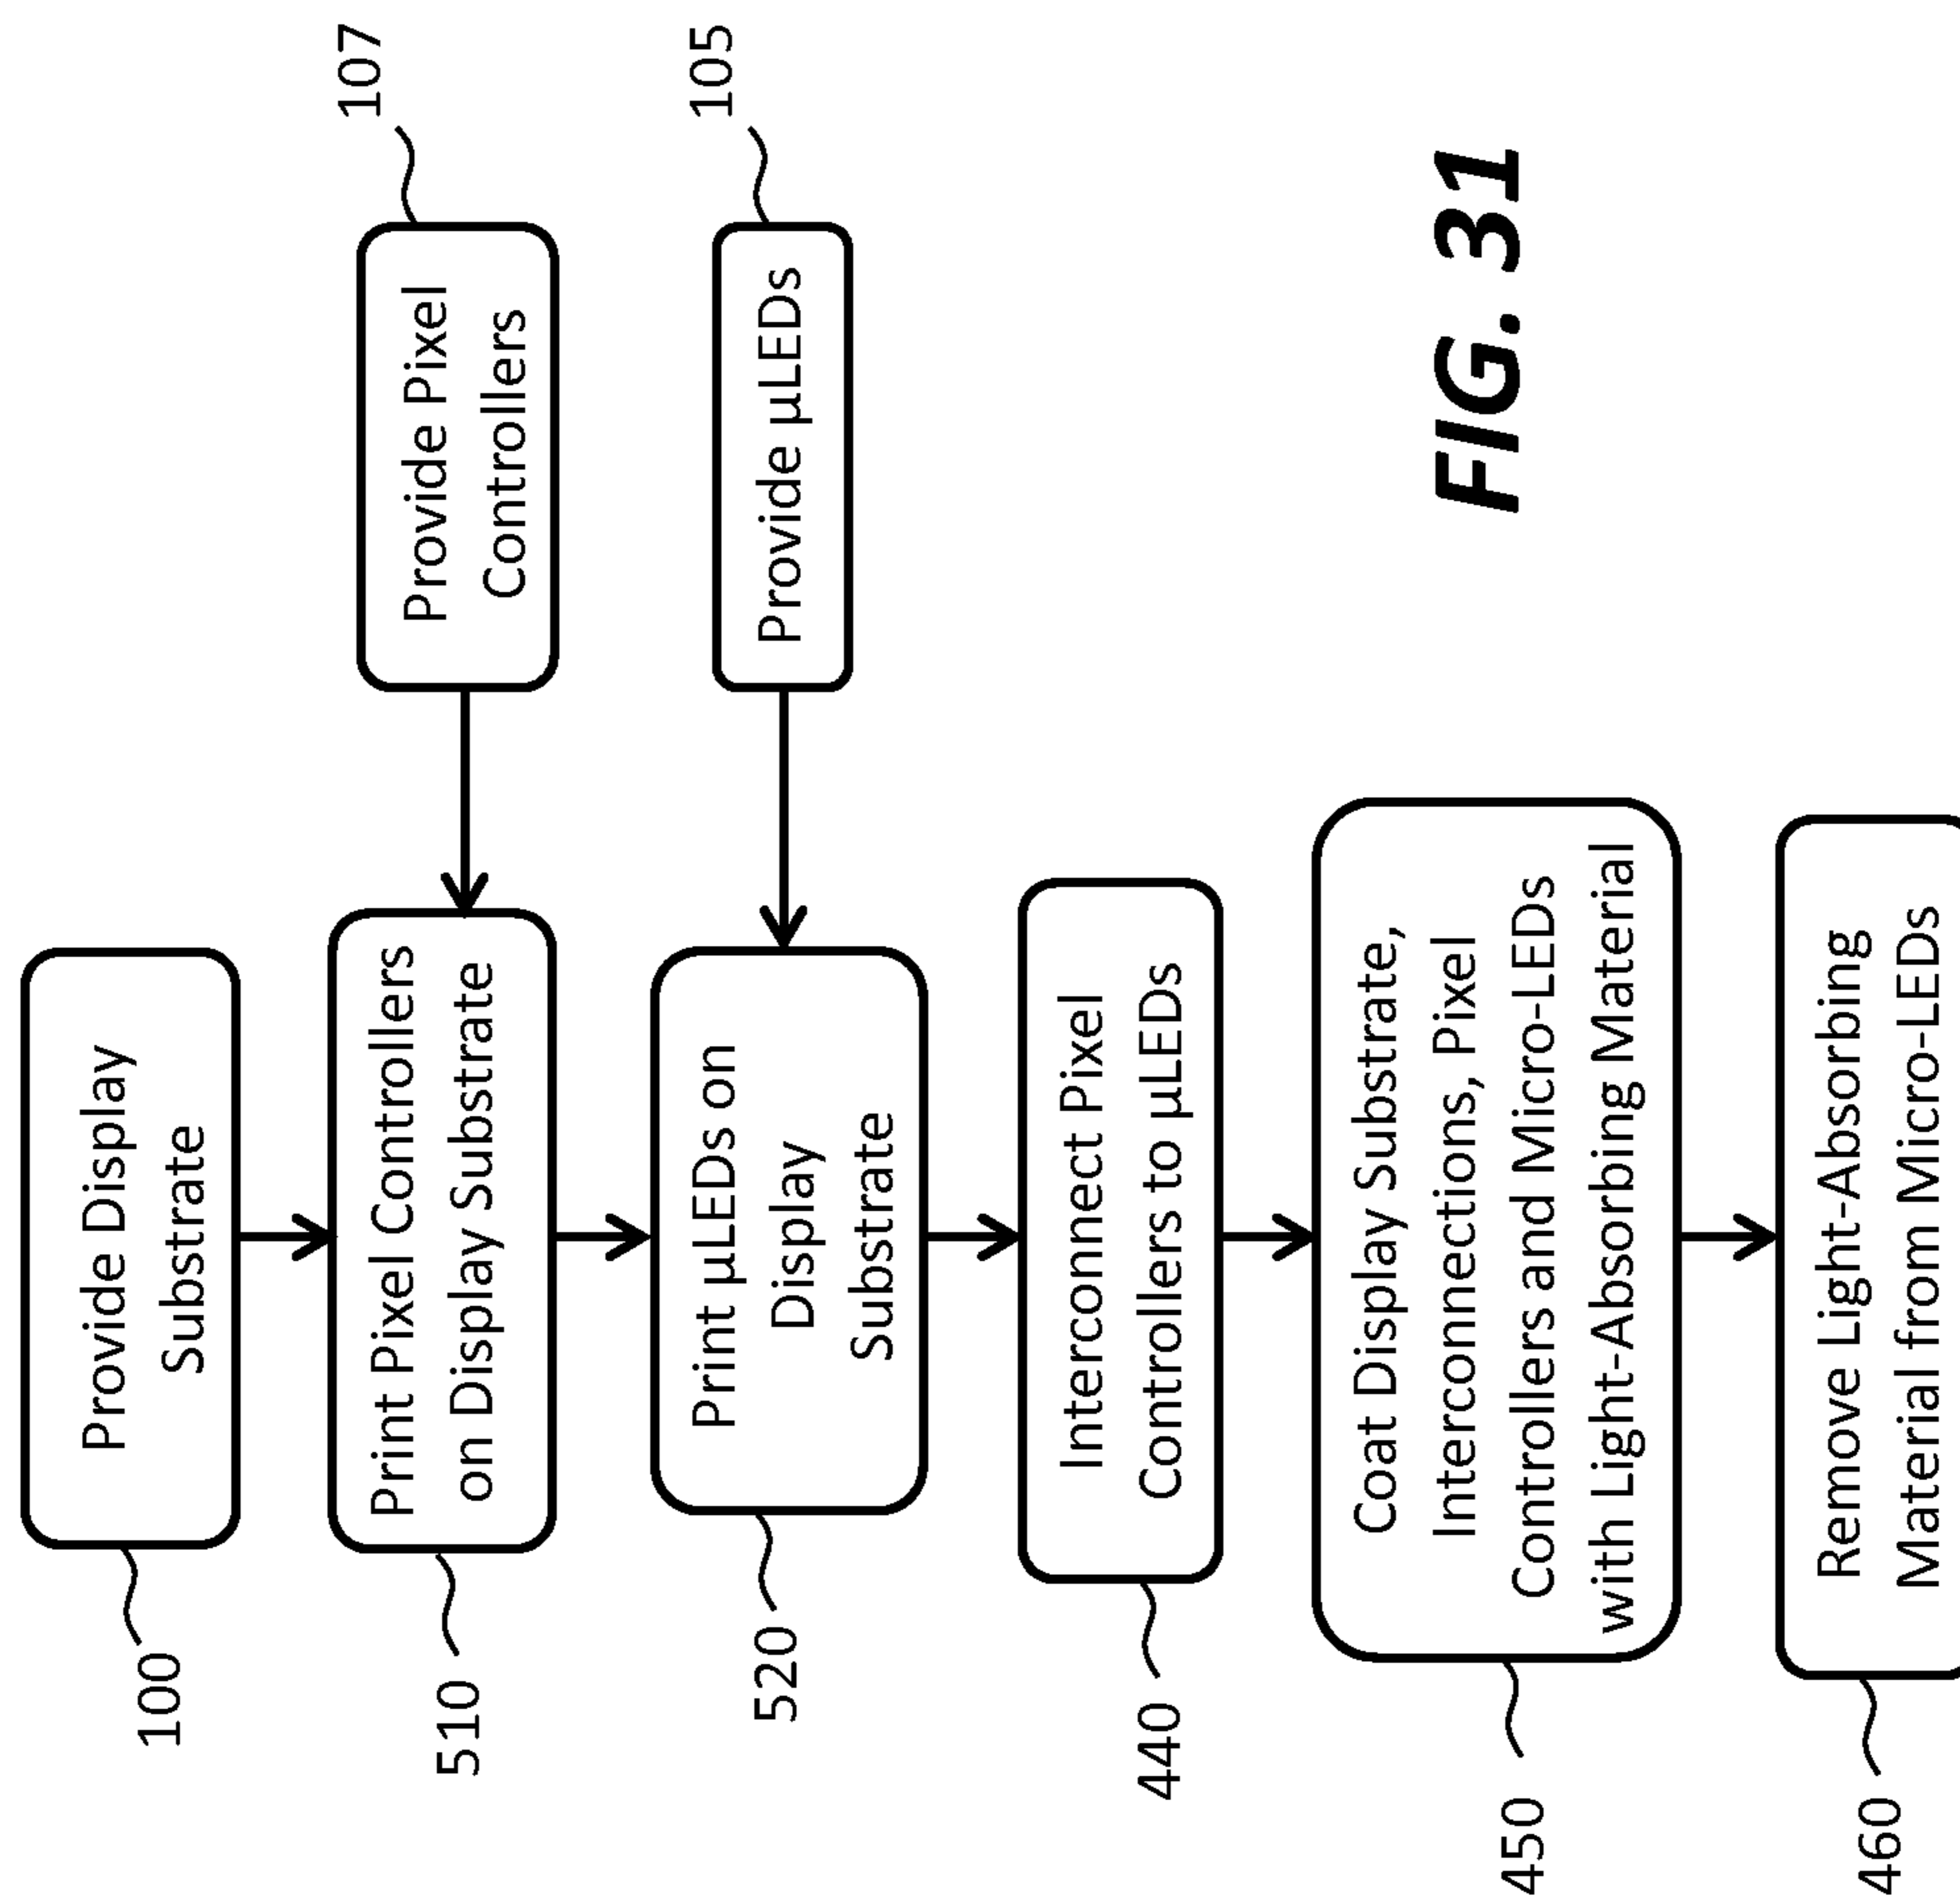 100
Provide Display
Substrate
510
Print Pixel Controllers
on Display Substrate
107
Provide Pixel
Controllers
520
Print µLEDs on
Display
Substrate
105
Provide µLEDs
440
Interconnect Pixel
Controllers to µLEDs
450
Coat Display Substrate,
Interconnections, Pixel
Controllers and Micro-LEDs
with Light-Absorbing Material
460
Remove Light-Absorbing
Material from Micro-LEDs
FIG. 31